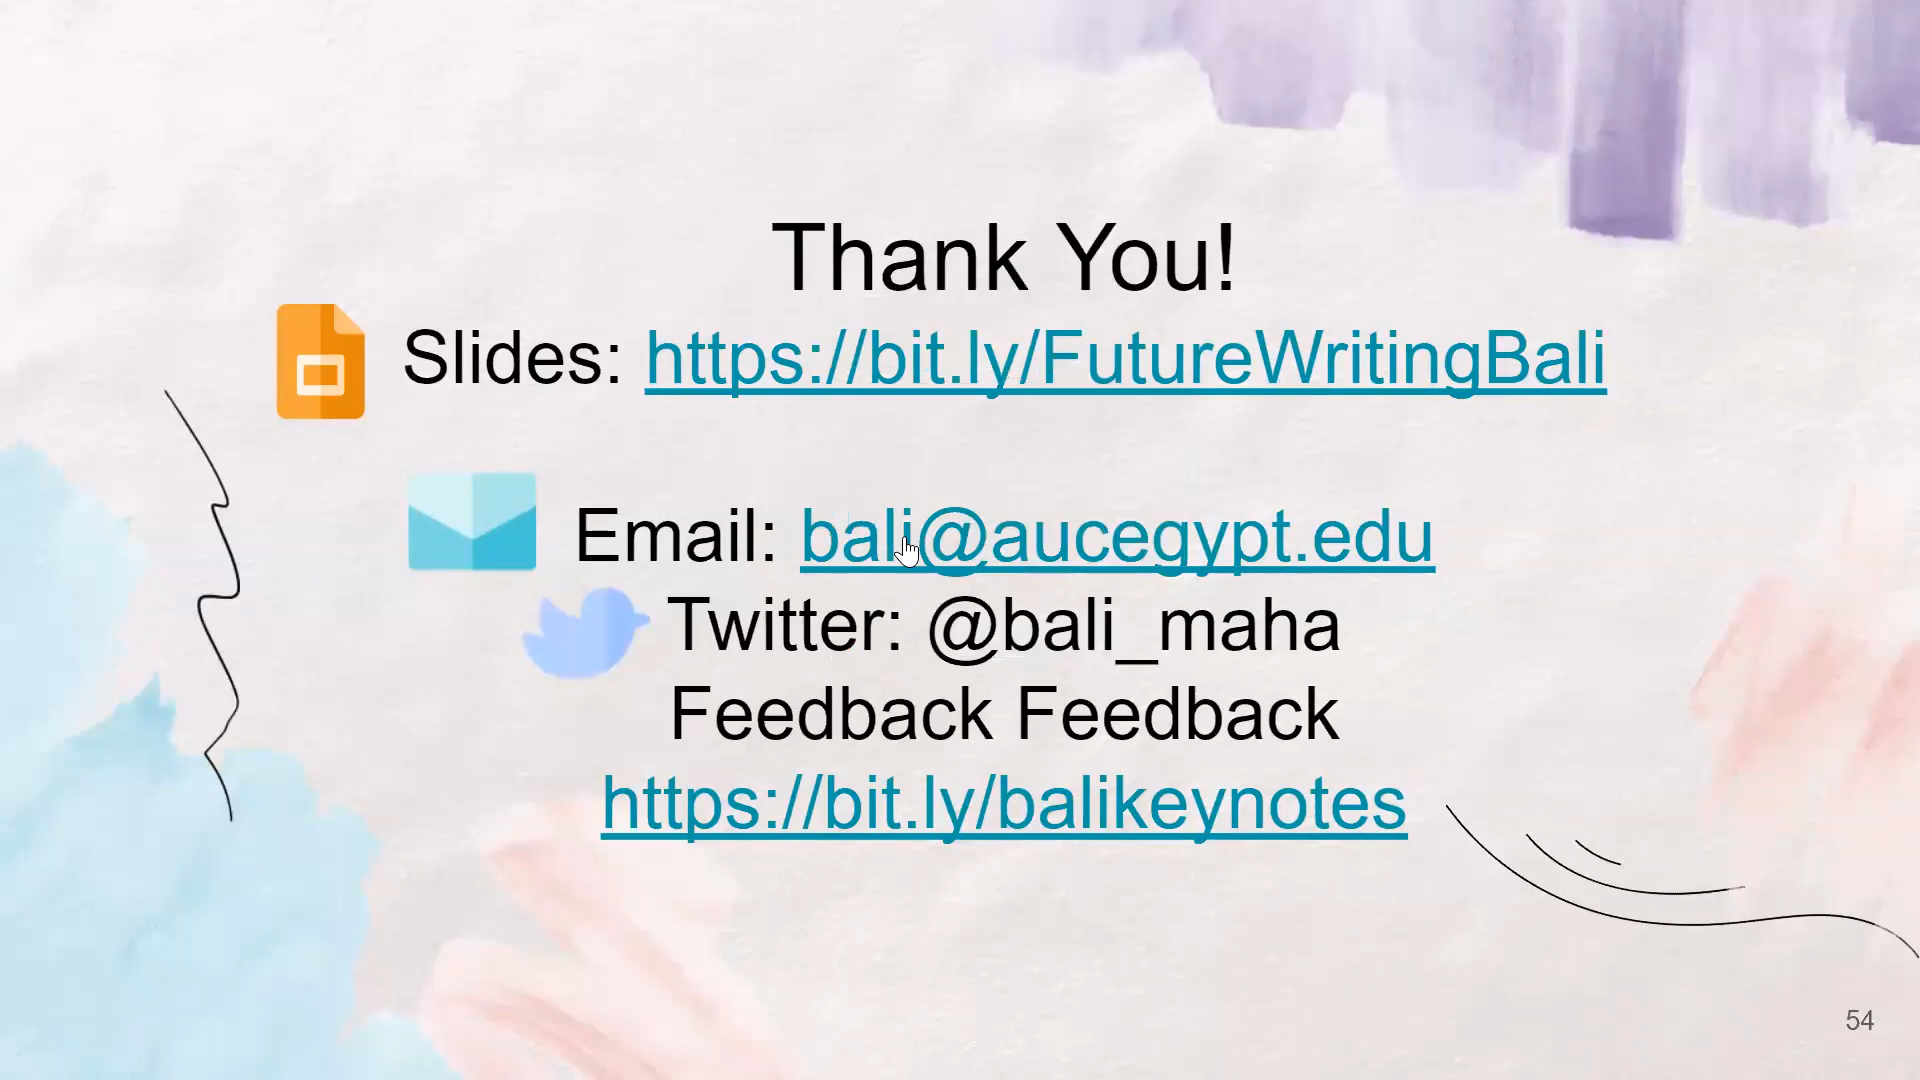 Thank You!
Slides: https://bit.ly/FutureWritingBali
Email: bali@aucegypt.edu
Twitter: @bali_maha
Feedback Feedback
https://bit.ly/balikeynotes
54